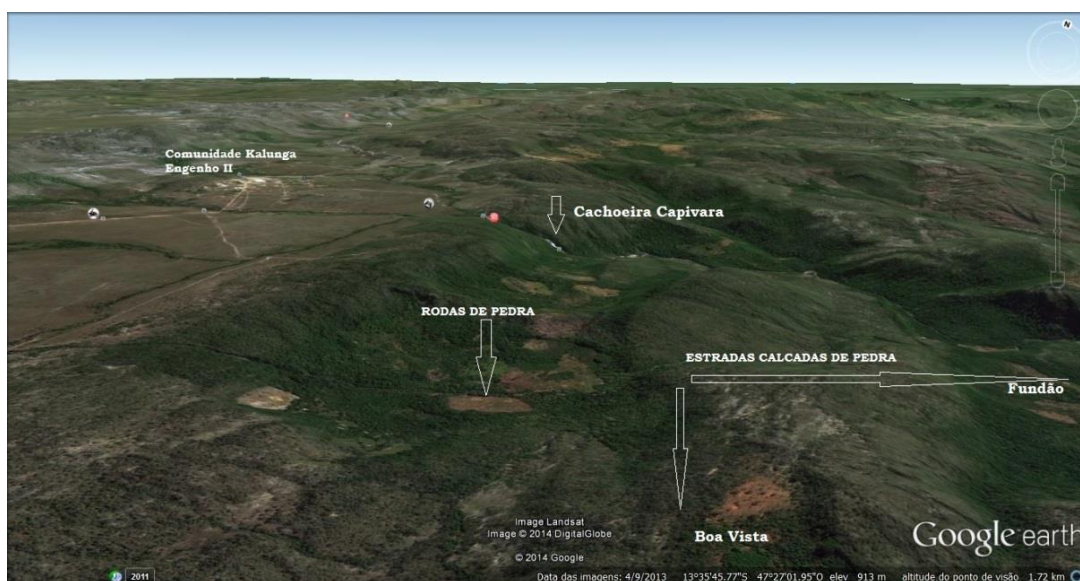 N
Comunidade Kalunga
Engenho II
Cachoeira Capivara
RODAS DE PEDRA
ESTRADAS CALCADAS DE PEDRA
Fundão
Boa Vista
Image Landsat
Image © 2014 DigitalGlobe
© 2014 Google
Google earth
2011
Data das imagens: 4/9/2013 13°35'45.77"S 47°27'01.95"O elev 913 m altitude do ponto de visão 1.72 km